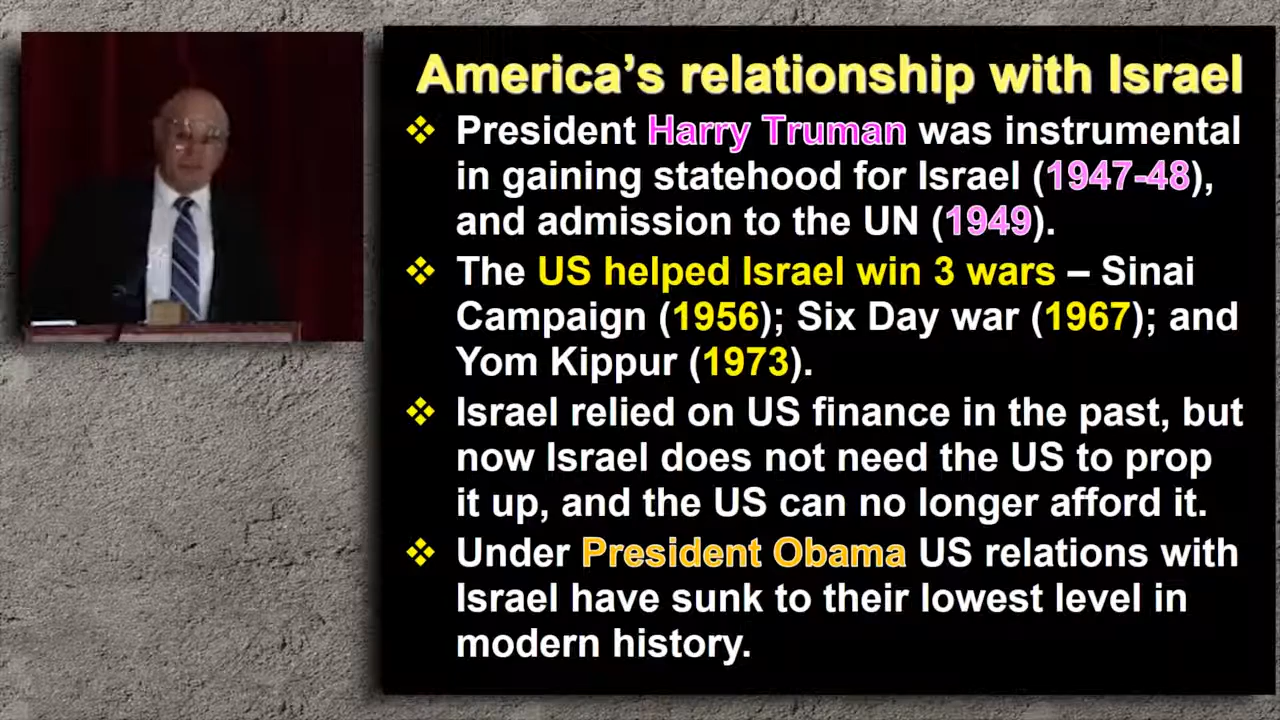 America’s relationship with Israel
❖ President Harry Truman was instrumental
in gaining statehood for Israel (1947-48),
and admission to the UN (1949).
❖ The US helped Israel win 3 wars – Sinai
Campaign (1956); Six Day war (1967); and
Yom Kippur (1973).
❖ Israel relied on US finance in the past, but
now Israel does not need the US to prop
it up, and the US can no longer afford it.
❖ Under President Obama US relations with
Israel have sunk to their lowest level in
modern history.